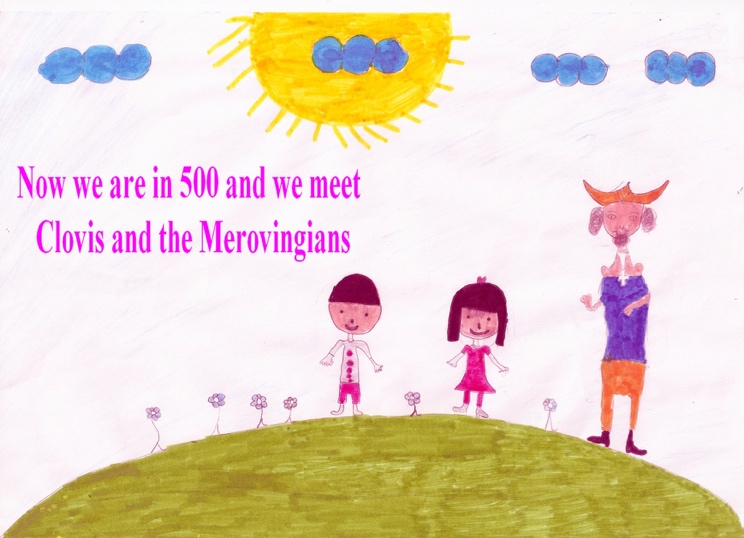 Now we are in 500 and we meet
Clovis and the Merovingians